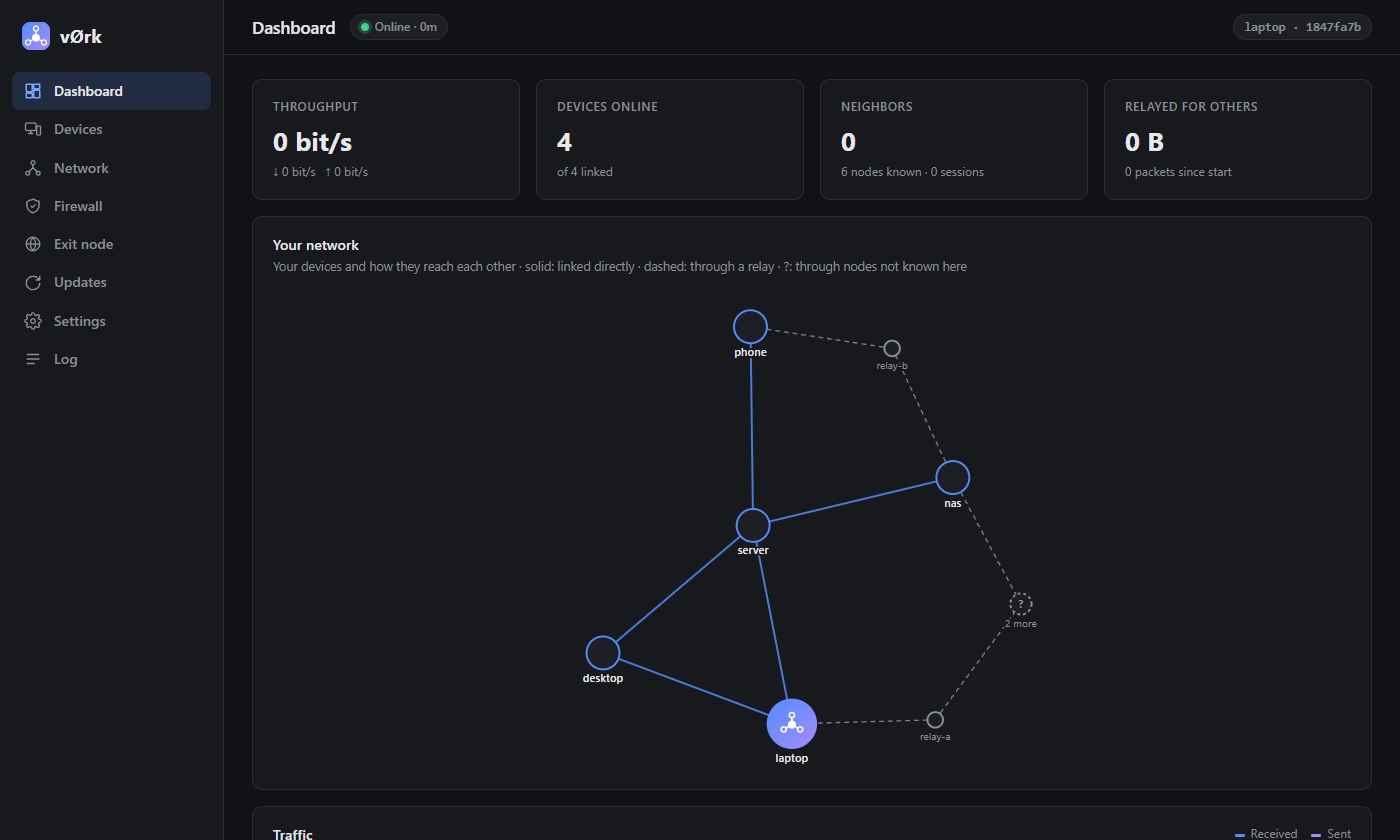 vØrk
Dashboard
Devices
Network
Firewall
Exit node
Updates
Settings
Log
Dashboard
Online · 0m
laptop · 1847fa7b
THROUGHPUT
0 bit/s
↓ 0 bit/s ↑ 0 bit/s
DEVICES ONLINE
4
of 4 linked
NEIGHBORS
0
6 nodes known · 0 sessions
RELAYED FOR OTHERS
0 B
0 packets since start
Your network
Your devices and how they reach each other · solid: linked directly · dashed: through a relay · ?: through nodes not known here
phone
relay-b
nas
server
?
2 more
desktop
relay-a
laptop
Traffic
Received
Sent